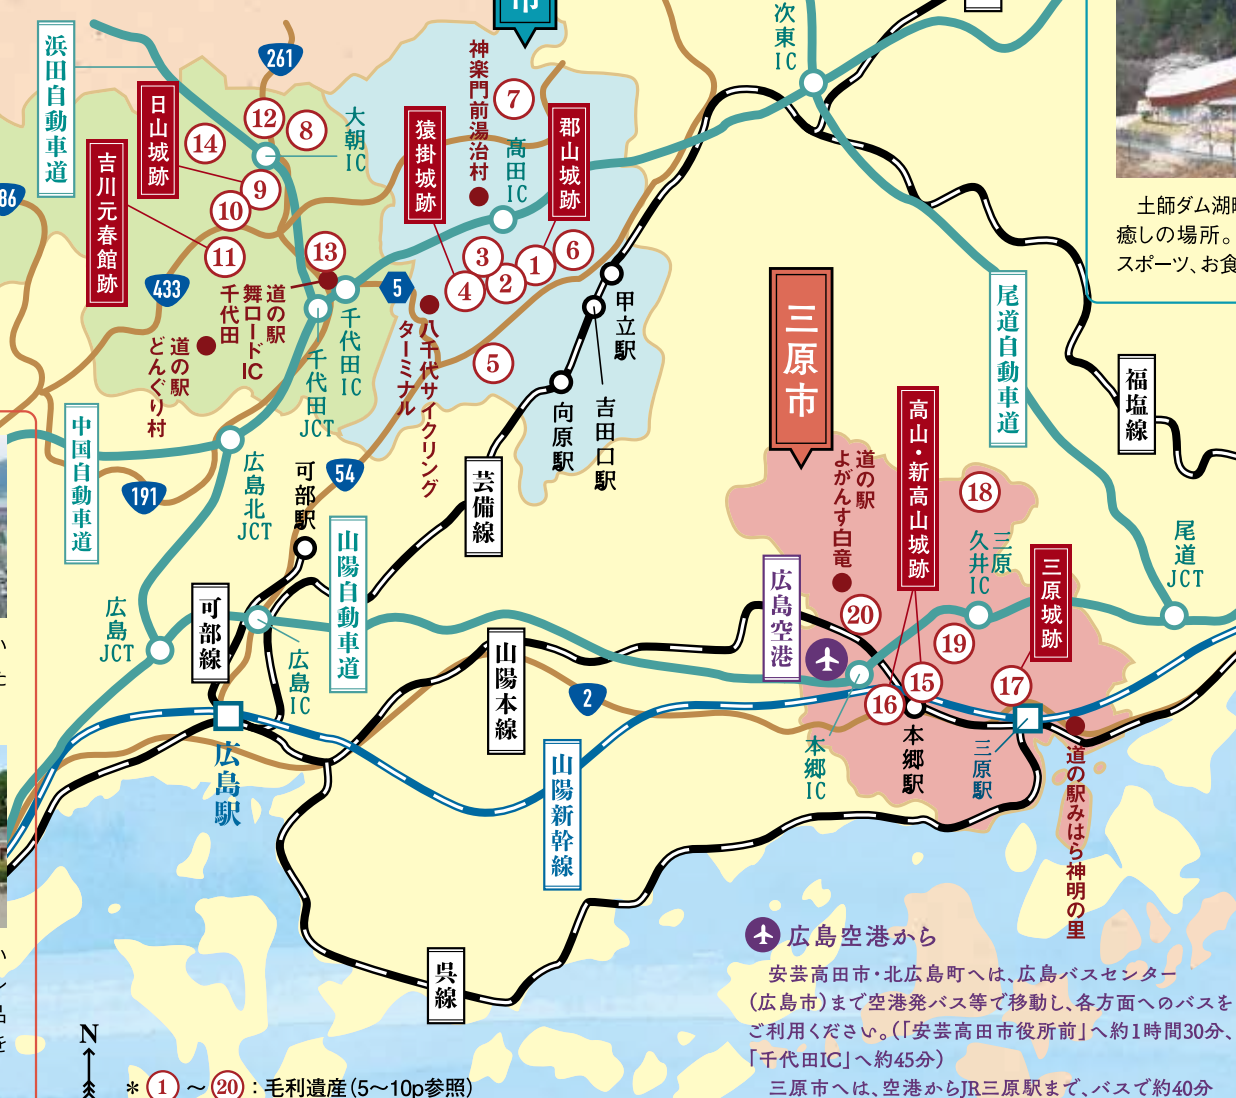 浜田自動車道
261
市
次東IC
日山城跡
吉川元春館跡
12
8
14
大朝IC
9
10
11
13
86
433
神楽門前湯治村
7
猿掛城跡
高田IC
郡山城跡
3
1
6
2
4
5
5
道の駅
舞ロードIC
千代田
道の駅
どんぐり村
千代田IC
千代田JCT
八千代サイクリング
ターミナル
甲立駅
吉田口駅
向原駅
土師ダム湖
癒しの場所。
スポーツ、お食
尾道自動車道
福塩線
三原市
中国自動車道
191
広島北JCT
可部駅
54
芸備線
山陽自動車道
道の駅
よがんす白竜
高山・新高山城跡
18
三原
久井IC
三原城跡
尾道JCT
広島空港
20
19
15
16
17
広島JCT
可部線
広島IC
山陽本線
2
広島駅
山陽新幹線
本郷IC
本郷駅
三原駅
道の駅みはら神明の里
呉線
広島空港から
安芸高田市・北広島町へは、広島バスセンター
(広島市)まで空港発バス等で移動し、各方面へのバスを
ご利用ください。(「安芸高田市役所前」へ約1時間30分、
「千代田IC」へ約45分)
三原市へは、空港からJR三原駅まで、バスで約40分
N
＊1～20：毛利遺産(5～10p参照)